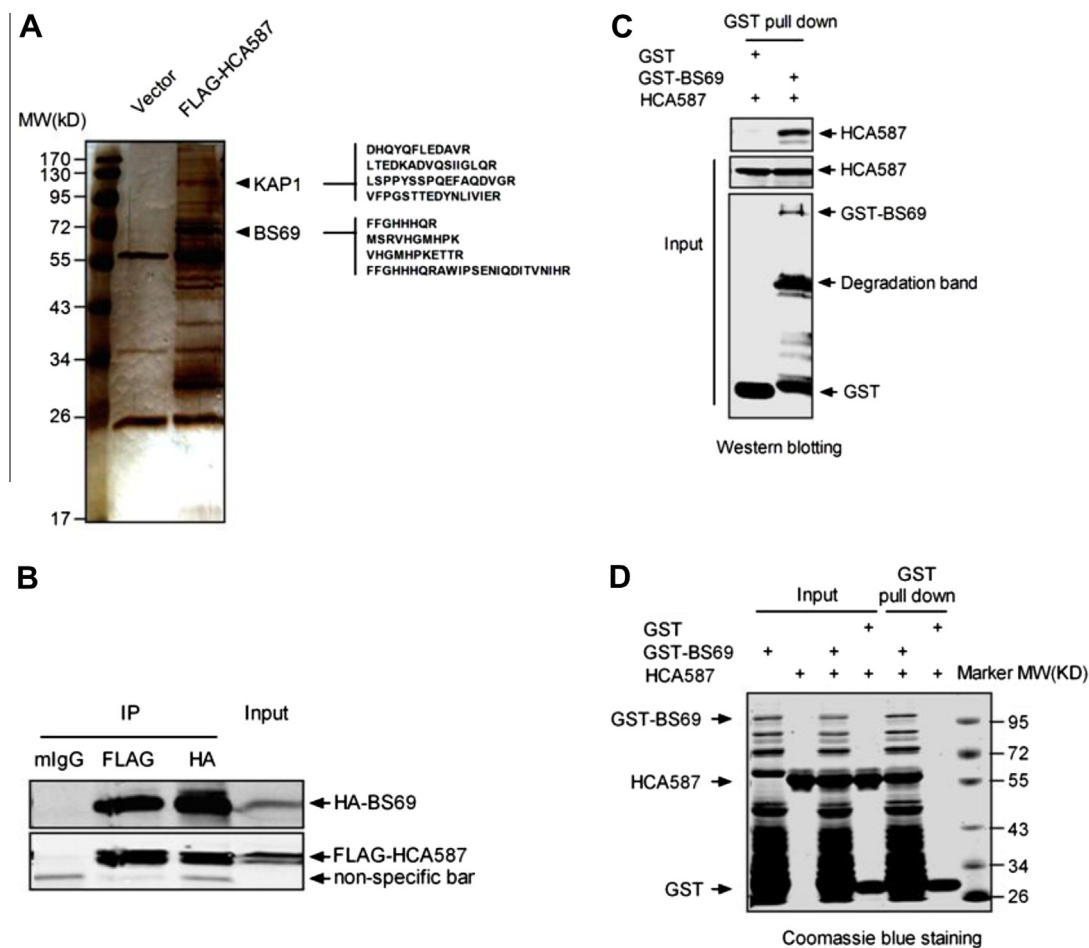 A
Vector
FLAG-HCA587
MW(kD)
170
130
95
72
55
43
34
26
17
KAP1
DHQYQFLEDAVR
LTEDKADVQSIIGLQR
LSPPYSSPQEFAQDVGR
VFPGSTTEDYNLIVIER
BS69
FFGHHHQR
MSRVHGMHPK
VHGMHPKETTR
FFGHHHQRAWIPSENIQDITVNIHR
B
IP Input
mIgG FLAG HA
HA-BS69
FLAG-HCA587
non-specific bar
C
GST pull down
GST +
GST-BS69 +
HCA587 + +
HCA587
HCA587
GST-BS69
Input
Degradation band
GST
Western blotting
D
Input
GST
pull down
GST + +
GST-BS69 + + +
HCA587 + + + + + Marker MW(KD)
GST-BS69
HCA587
GST
95
72
55
43
34
26
Coomassie blue staining